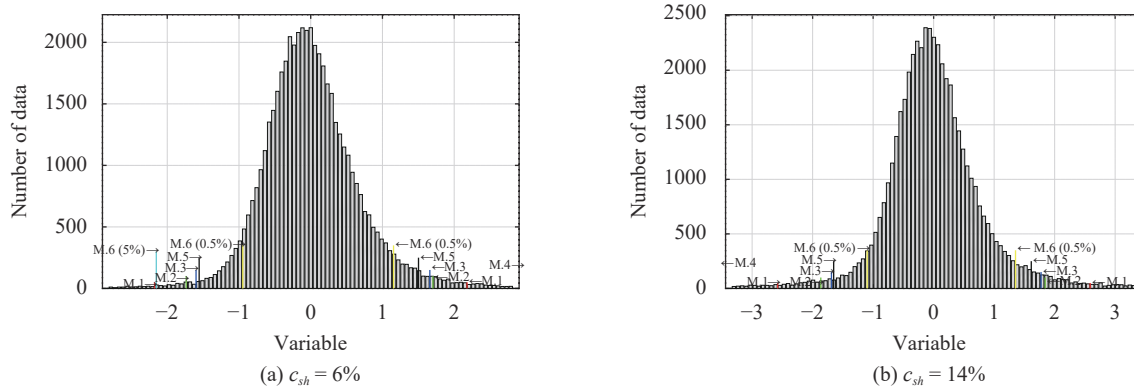 2000
1500
1000
500
0
Number of data
M.6 (5%)→
M.6 (0.5%)→
←M.6 (0.5%)
M.5→
←M.5
M.3→
←M.3
M.4→
M.1→
M.2→
←M.2
←M.1
−2 −1 0 1 2
Variable
(a) csh = 6%
2500
2000
1500
1000
500
0
Number of data
M.6 (0.5%)→
←M.6 (0.5%)
←M.4
M.5→
←M.5
M.3→
←M.3
M.1→
←M.2
←M.1
−3 −2 −1 0 1 2 3
Variable
(b) csh = 14%